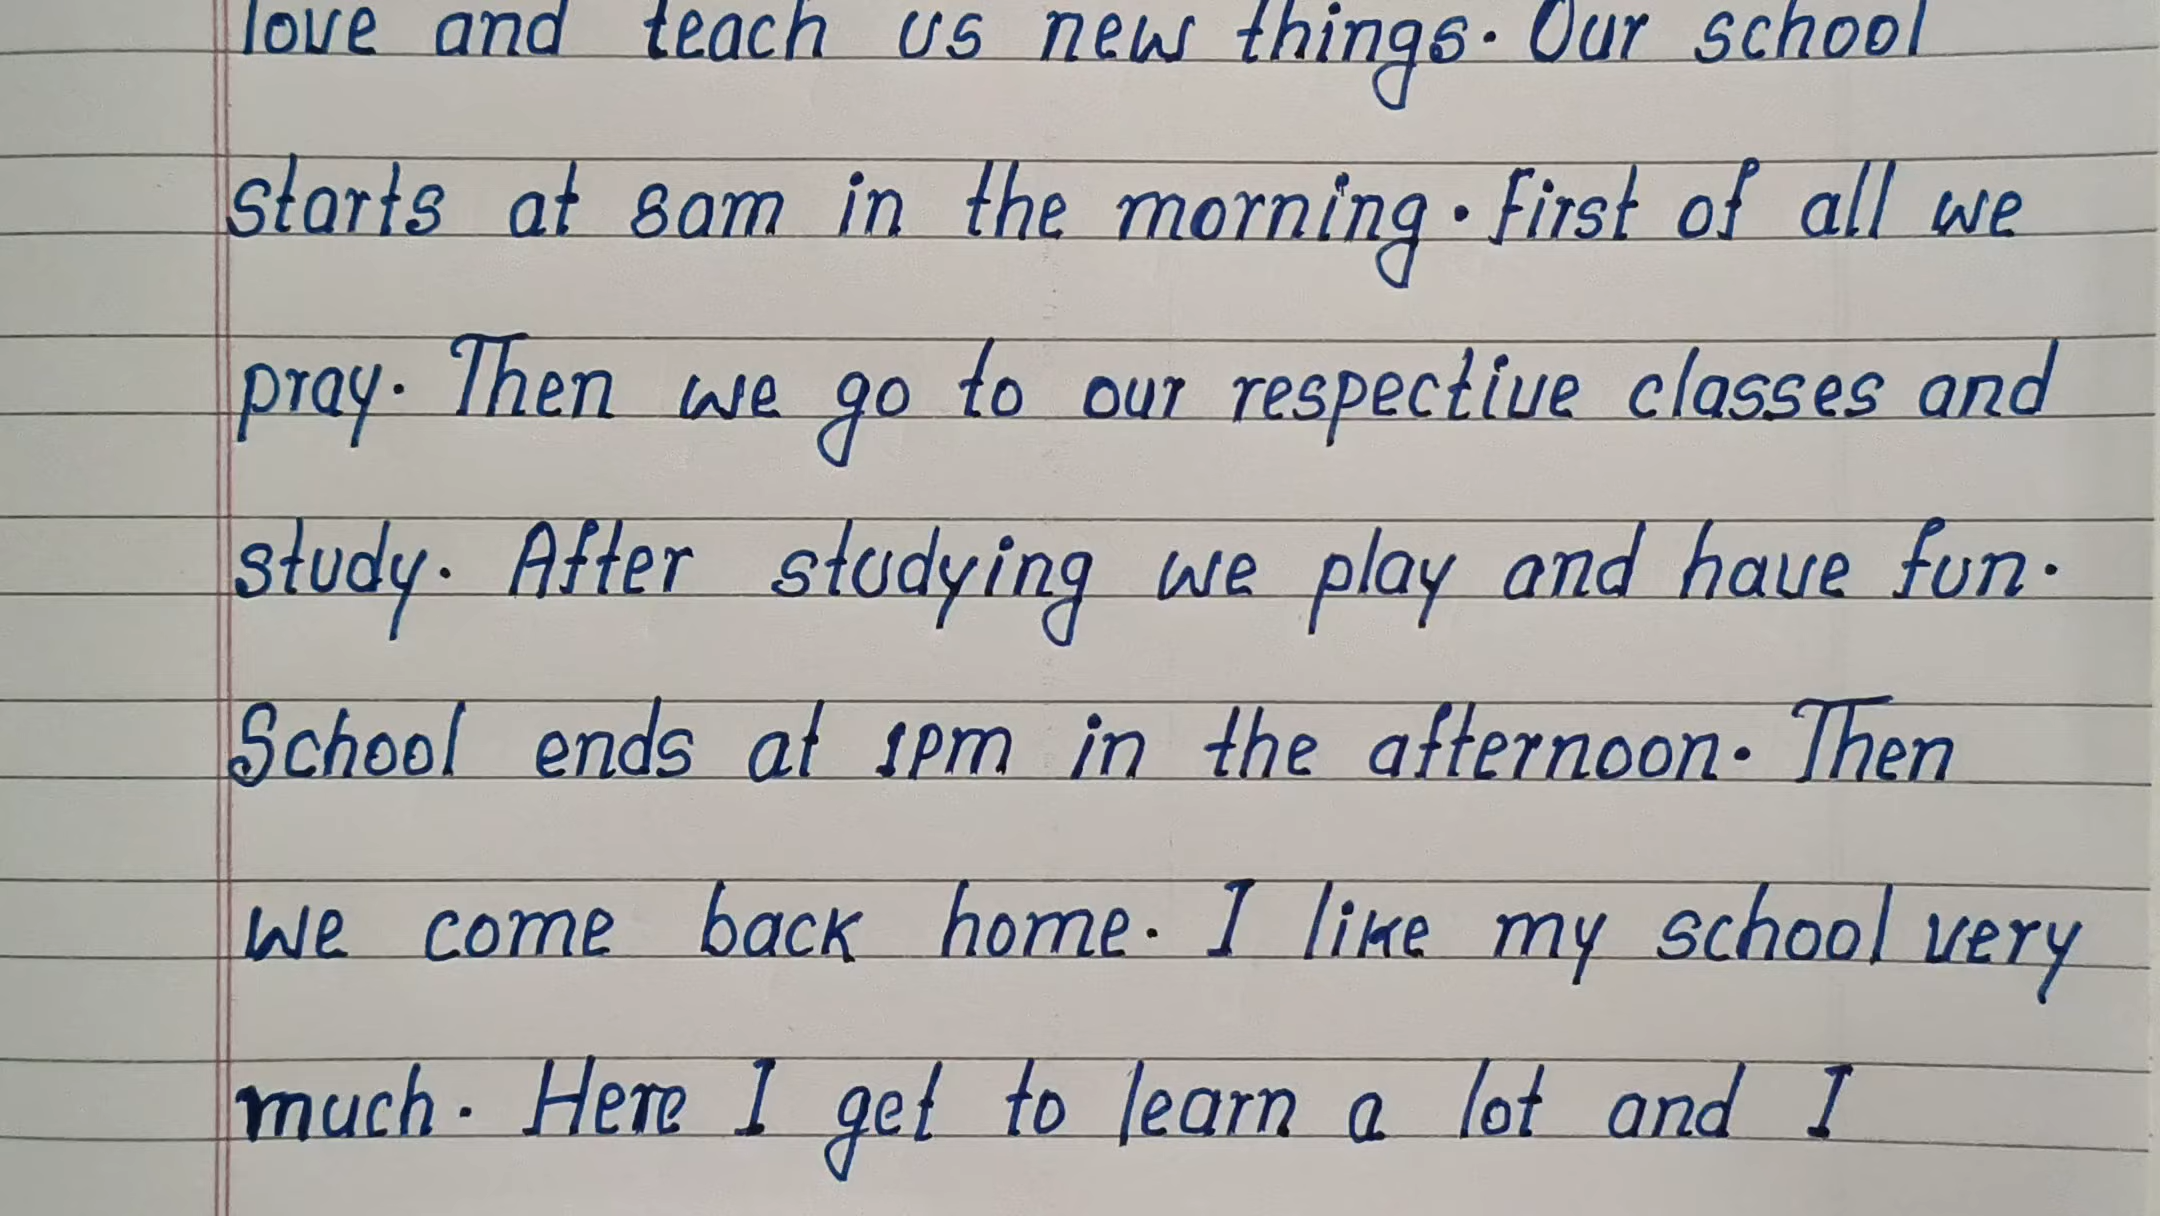 love and teach us new things. Our school
starts at 8am in the morning. First of all we
pray. Then we go to our respective classes and
study. After studying we play and have fun.
School ends at 1pm in the afternoon. Then
we come back home. I like my school very
much. Here I get to learn a lot and I